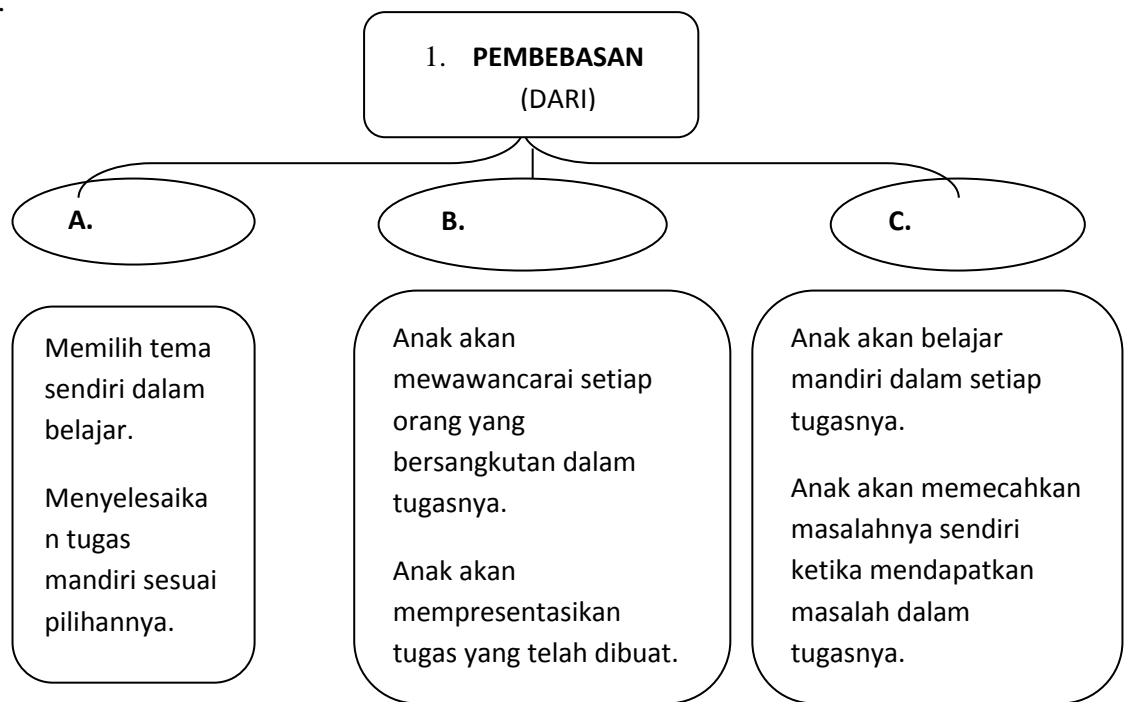 .
1. PEMBEBASAN
(DARI)
A.
B.
C.
Memilih tema
sendiri dalam
belajar.
Menyelesaika
n tugas
mandiri sesuai
pilihannya.
Anak akan
mewawancarai setiap
orang yang
bersangkutan dalam
tugasnya.
Anak akan
mempresentasikan
tugas yang telah dibuat.
Anak akan belajar
mandiri dalam setiap
tugasnya.
Anak akan memecahkan
masalahnya sendiri
ketika mendapatkan
masalah dalam
tugasnya.